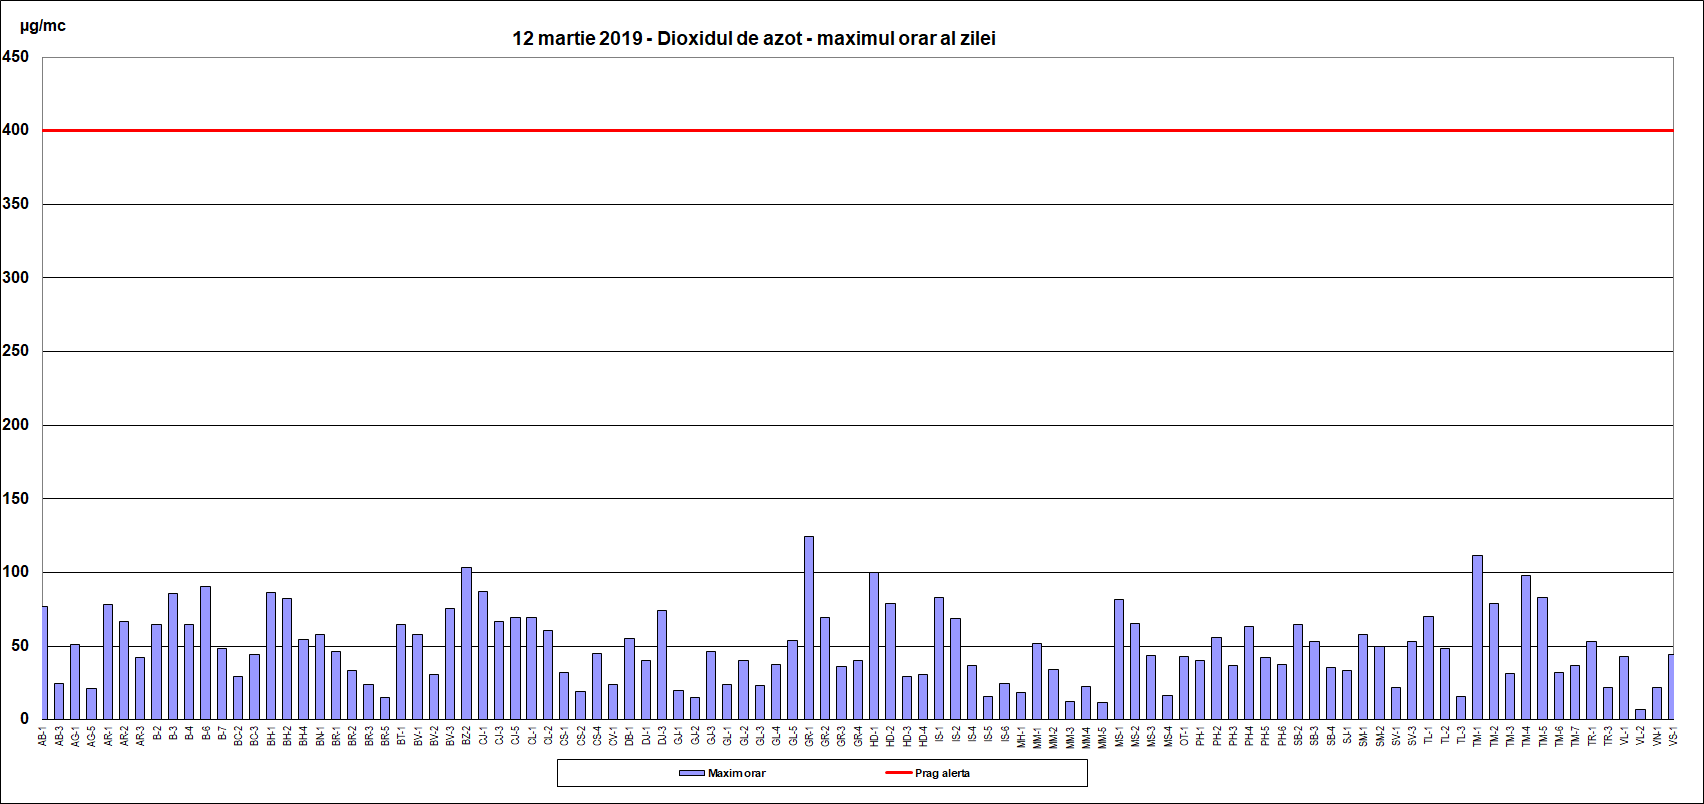 µg/mc
12 martie 2019 - Dioxidul de azot - maximul orar al zilei
450
400
350
300
250
200
150
100
50
0
AB-1 AB-3 AG-1 AG-5 AR-1 AR-2 AR-3 B-2 B-3 B-4 B-6 B-7 BC-2 BC-3 BH-1 BH-2 BH-4 BN-1 BR-1 BR-2 BR-3 BR-5 BT-1 BV-1 BV-2 BV-3 BZ-2 CJ-1 CJ-3 CJ-5 CL-1 CL-2 CS-1 CS-2 CS-4 CV-1 DB-1 DJ-1 DJ-3 GJ-1 GJ-2 GJ-3 GL-1 GL-2 GL-3 GL-4 GL-5 GR-1 GR-2 GR-3 GR-4 HD-1 HD-2 HD-3 HD-4 IS-1 IS-2 IS-4 IS-5 IS-6 MH-1 MM-1 MM-2 MM-3 MM-4 MM-5 MS-1 MS-2 MS-3 MS-4 OT-1 PH-1 PH-2 PH-3 PH-4 PH-5 PH-6 SB-2 SB-3 SB-4 SJ-1 SM-1 SM-2 SV-1 SV-3 TL-1 TL-2 TL-3 TM-1 TM-2 TM-3 TM-4 TM-5 TM-6 TM-7 TR-1 TR-3 VL-1 VL-2 VN-1 VS-1
Maxim orar Prag alerta